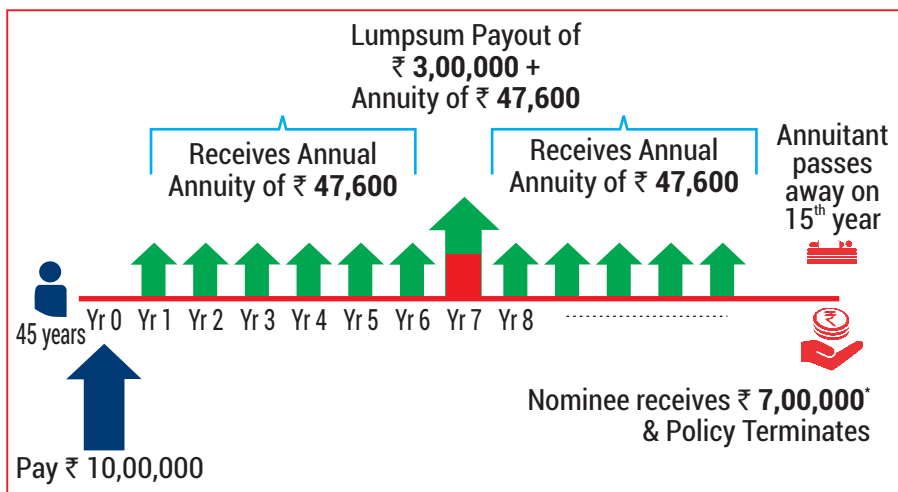 Lumpsum Payout of
₹ 3,00,000 +
Annuity of ₹ 47,600
Receives Annual
Annuity of ₹ 47,600
Receives Annual
Annuity of ₹ 47,600
Annuitant
passes
away on
15th year
45 years
Yr 0 Yr 1 Yr 2 Yr 3 Yr 4 Yr 5 Yr 6 Yr 7 Yr 8
₹
Nominee receives ₹ 7,00,000*
& Policy Terminates
Pay ₹ 10,00,000